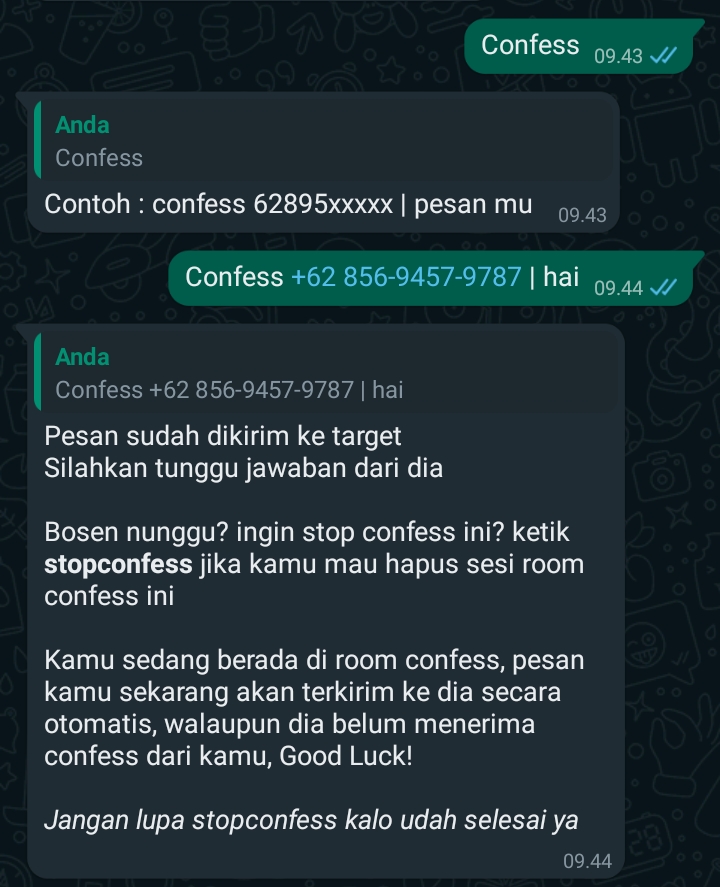 Confess 09.43
Anda
Confess
Contoh : confess 62895xxxxx | pesan mu 09.43
Confess +62 856-9457-9787 | hai 09.44
Anda
Confess +62 856-9457-9787 | hai
Pesan sudah dikirim ke target
Silahkan tunggu jawaban dari dia
Bosen nunggu? ingin stop confess ini? ketik
stopconfess jika kamu mau hapus sesi room
confess ini
Kamu sedang berada di room confess, pesan
kamu sekarang akan terkirim ke dia secara
otomatis, walaupun dia belum menerima
confess dari kamu, Good Luck!
Jangan lupa stopconfess kalo udah selesai ya
09.44